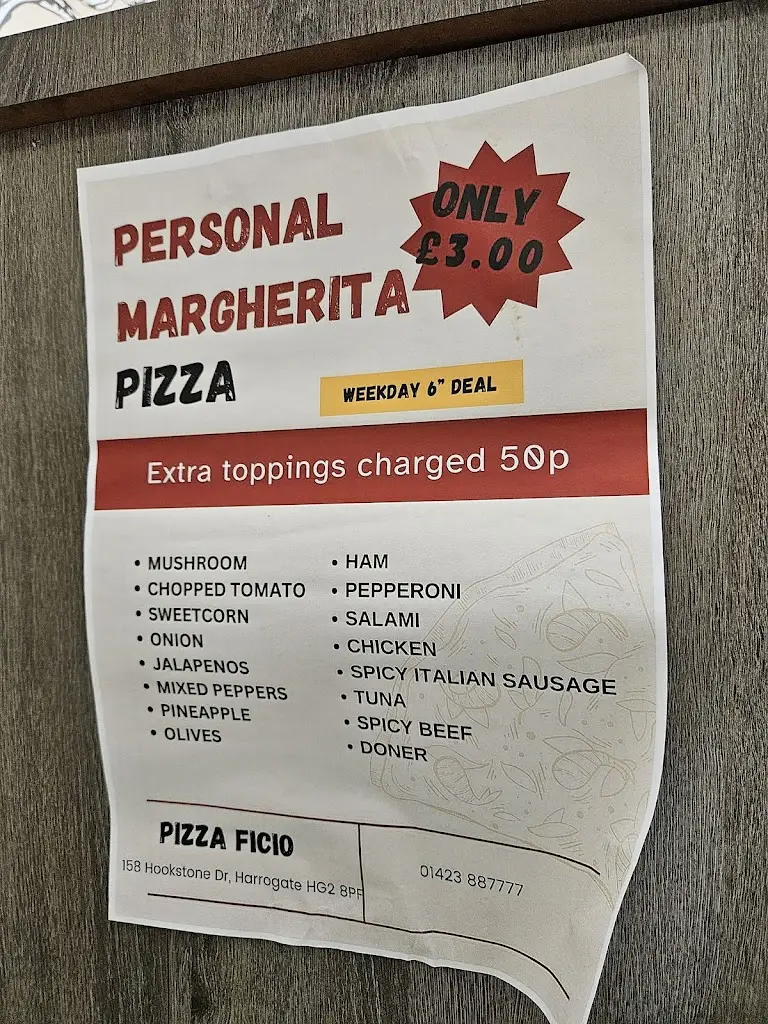 PERSONAL
MARGHERITA
PIZZA
ONLY
£3.00
WEEKDAY 6” DEAL
Extra toppings charged 50p
• MUSHROOM
• CHOPPED TOMATO
• SWEETCORN
• ONION
• JALAPENOS
• MIXED PEPPERS
• PINEAPPLE
• OLIVES
• HAM
• PEPPERONI
• SALAMI
• CHICKEN
• SPICY ITALIAN SAUSAGE
• TUNA
• SPICY BEEF
• DONER
PIZZA FICIO
158 Hookstone Dr, Harrogate HG2 8PF
01423 887777